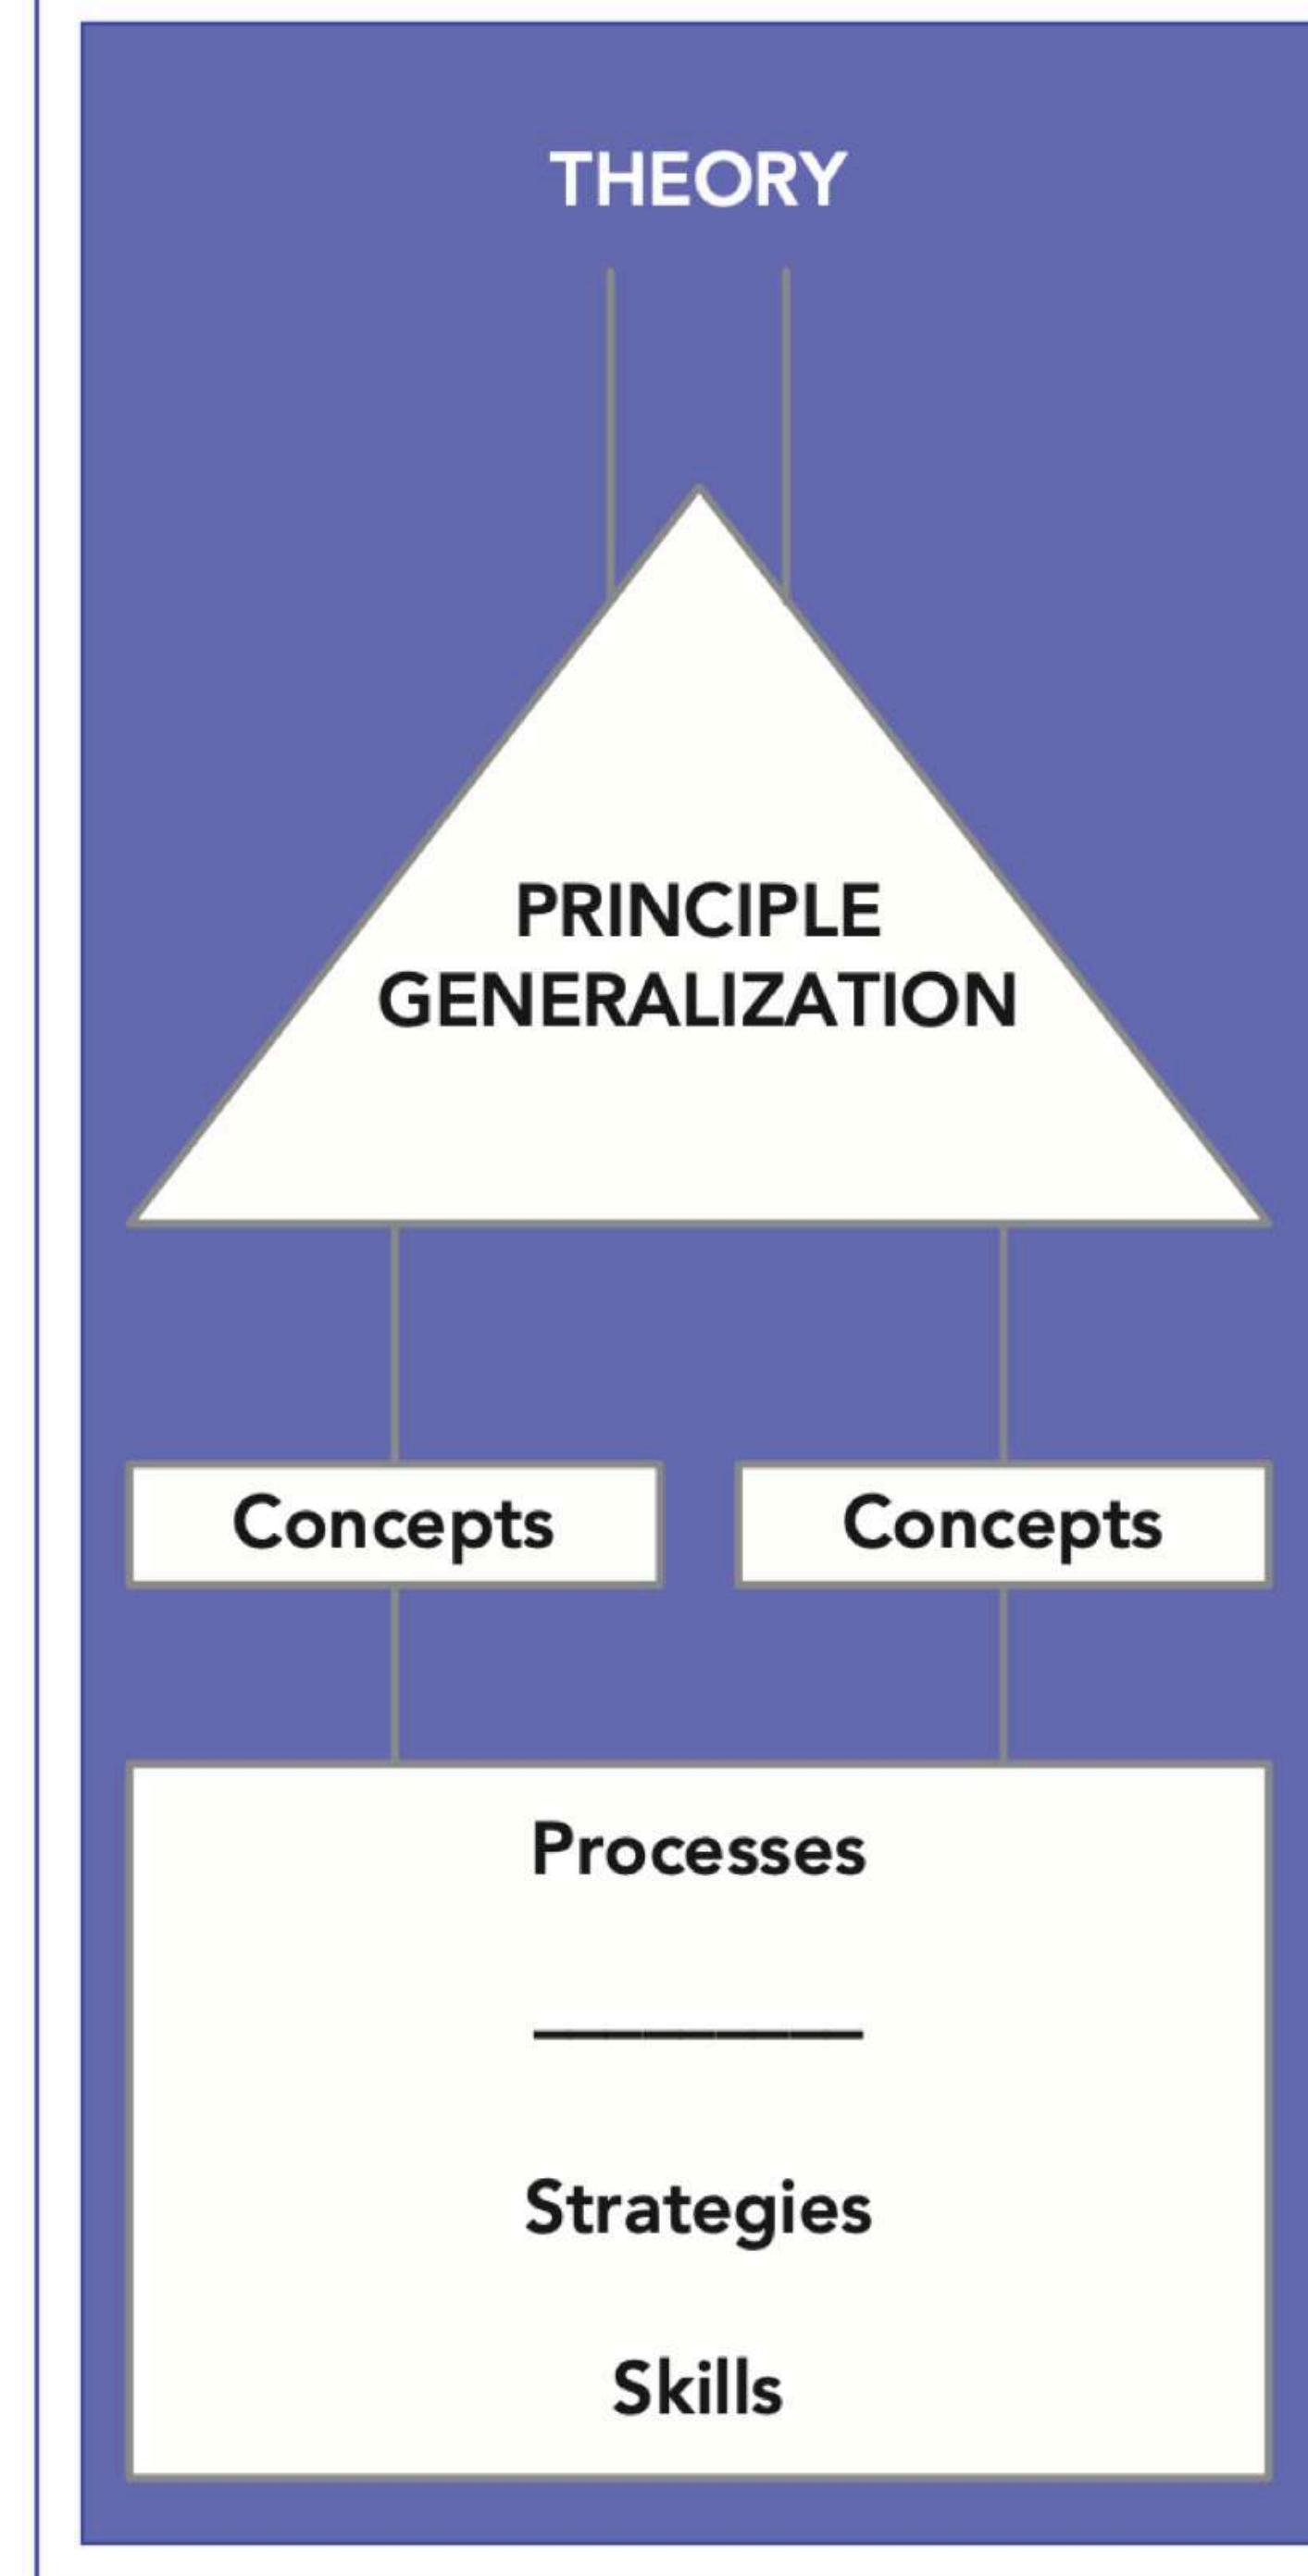 THEORY
PRINCIPLE
GENERALIZATION
Concepts Concepts
Processes
Strategies
Skills